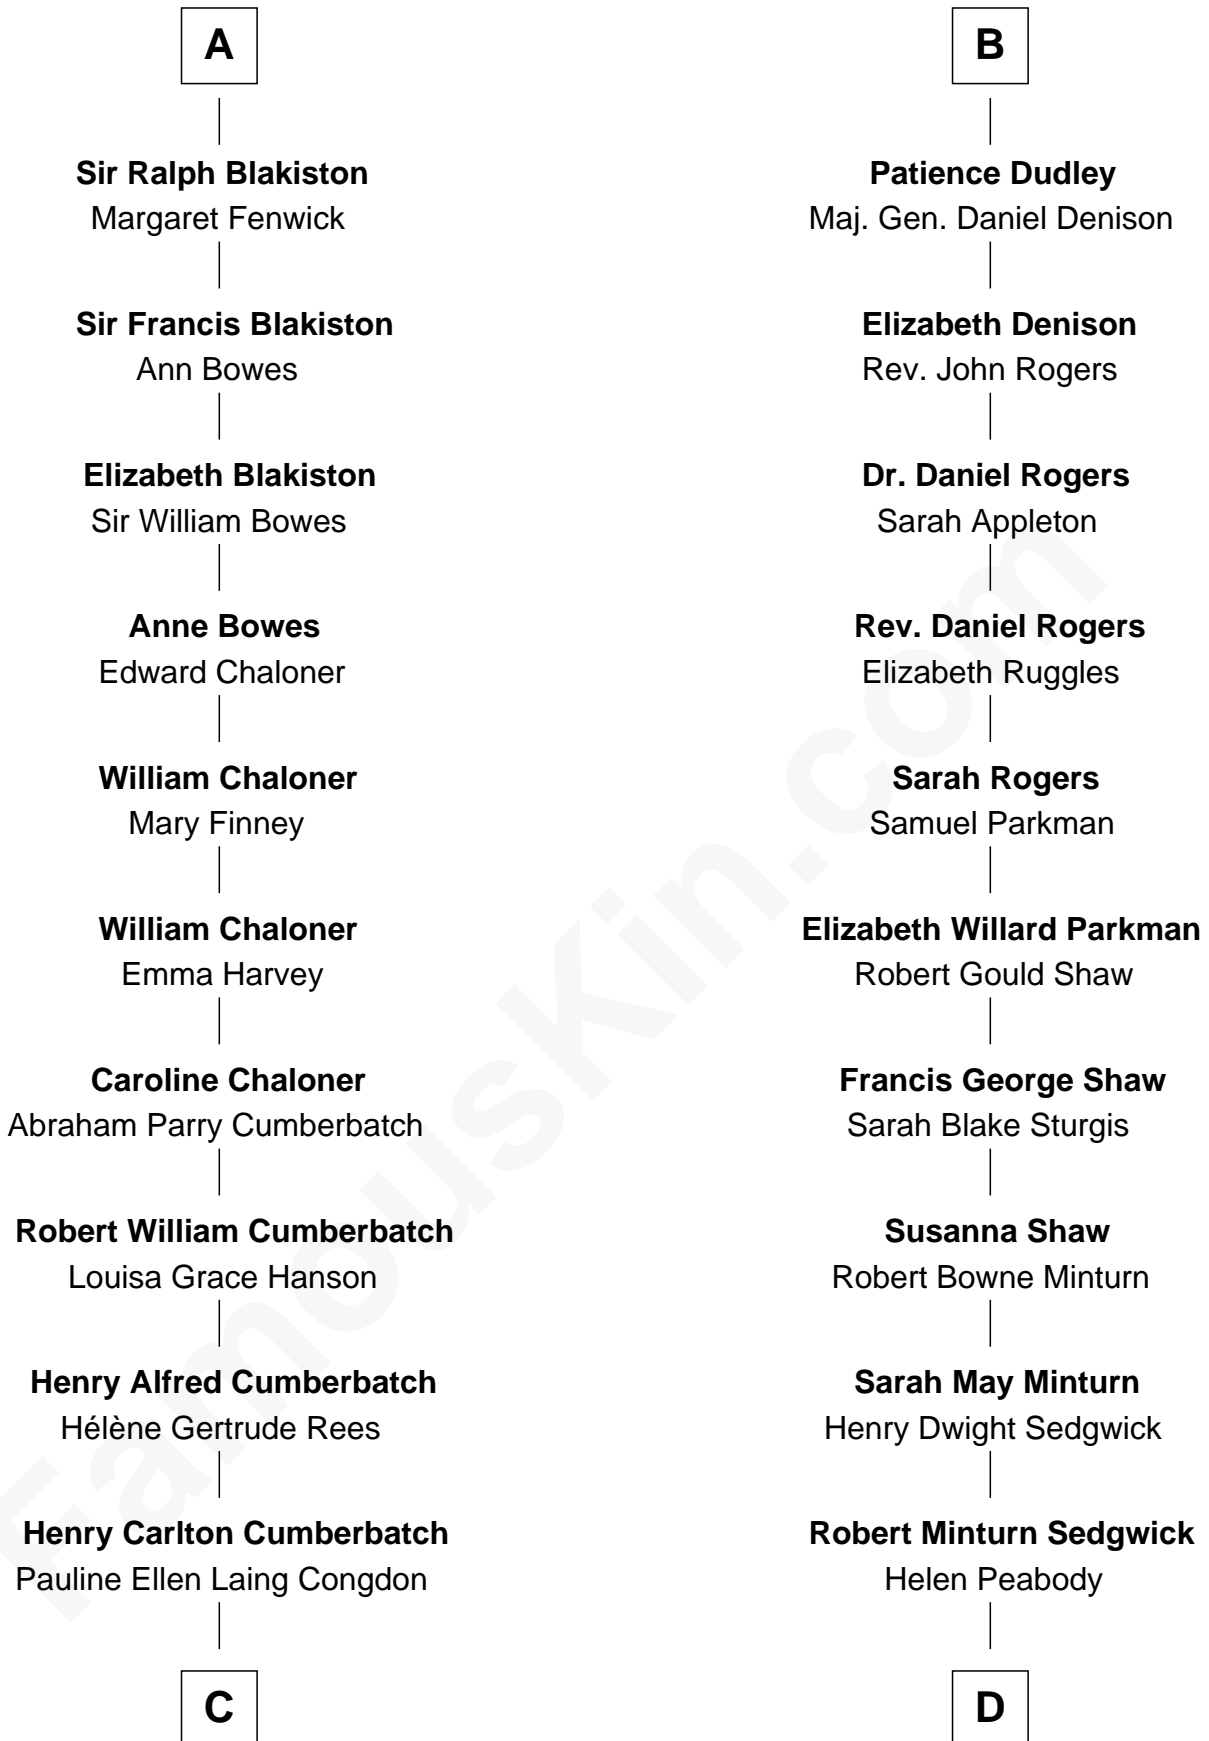 A
Sir Ralph Blakiston
Margaret Fenwick
Sir Francis Blakiston
Ann Bowes
Elizabeth Blakiston
Sir William Bowes
Anne Bowes
Edward Chaloner
William Chaloner
Mary Finney
William Chaloner
Emma Harvey
Caroline Chaloner
Abraham Parry Cumberbatch
Robert William Cumberbatch
Louisa Grace Hanson
Henry Alfred Cumberbatch
Hélène Gertrude Rees
Henry Carlton Cumberbatch
Pauline Ellen Laing Congdon
C
B
Patience Dudley
Maj. Gen. Daniel Denison
Elizabeth Denison
Rev. John Rogers
Dr. Daniel Rogers
Sarah Appleton
Rev. Daniel Rogers
Elizabeth Ruggles
Sarah Rogers
Samuel Parkman
Elizabeth Willard Parkman
Robert Gould Shaw
Francis George Shaw
Sarah Blake Sturgis
Susanna Shaw
Robert Bowne Minturn
Sarah May Minturn
Henry Dwight Sedgwick
Robert Minturn Sedgwick
Helen Peabody
D
FamousKin.com